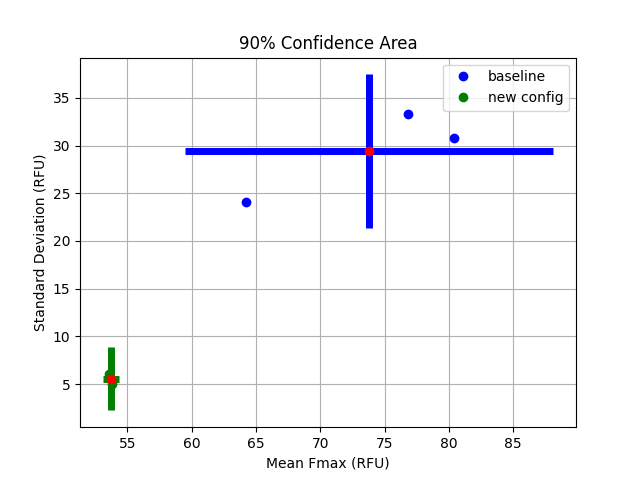 90% Confidence Area
baseline
new config
Standard Deviation (RFU)
35
30
25
20
15
10
5
55 60 65 70 75 80 85
Mean Fmax (RFU)